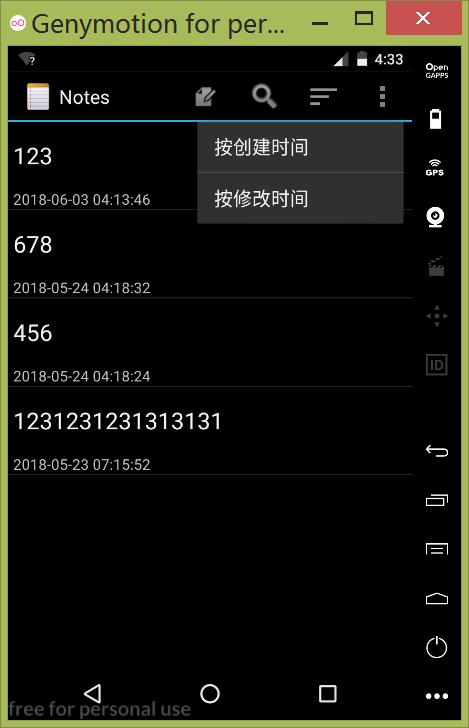 Genymotion for per...
?
4:33
Open
GAPPS
Notes
按创建时间
按修改时间
GPS
123
2018-06-03 04:13:46
678
2018-05-24 04:18:32
456
2018-05-24 04:18:24
1231231231313131
2018-05-23 07:15:52
ID
free for personal use